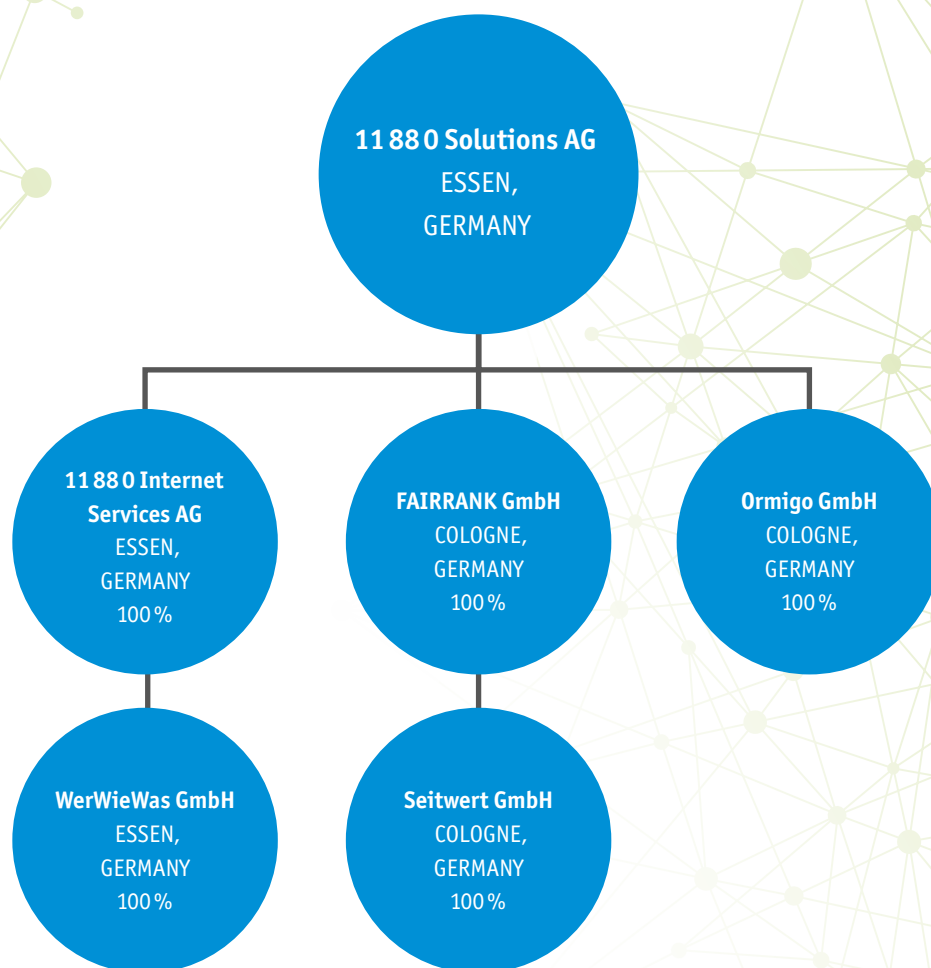 11 88 0 Solutions AG
ESSEN,
GERMANY
11 88 0 Internet
Services AG
ESSEN,
GERMANY
100 %
FAIRRANK GmbH
COLOGNE,
GERMANY
100 %
Ormigo GmbH
COLOGNE,
GERMANY
100 %
WerWieWas GmbH
ESSEN,
GERMANY
100 %
Seitwert GmbH
COLOGNE,
GERMANY
100 %